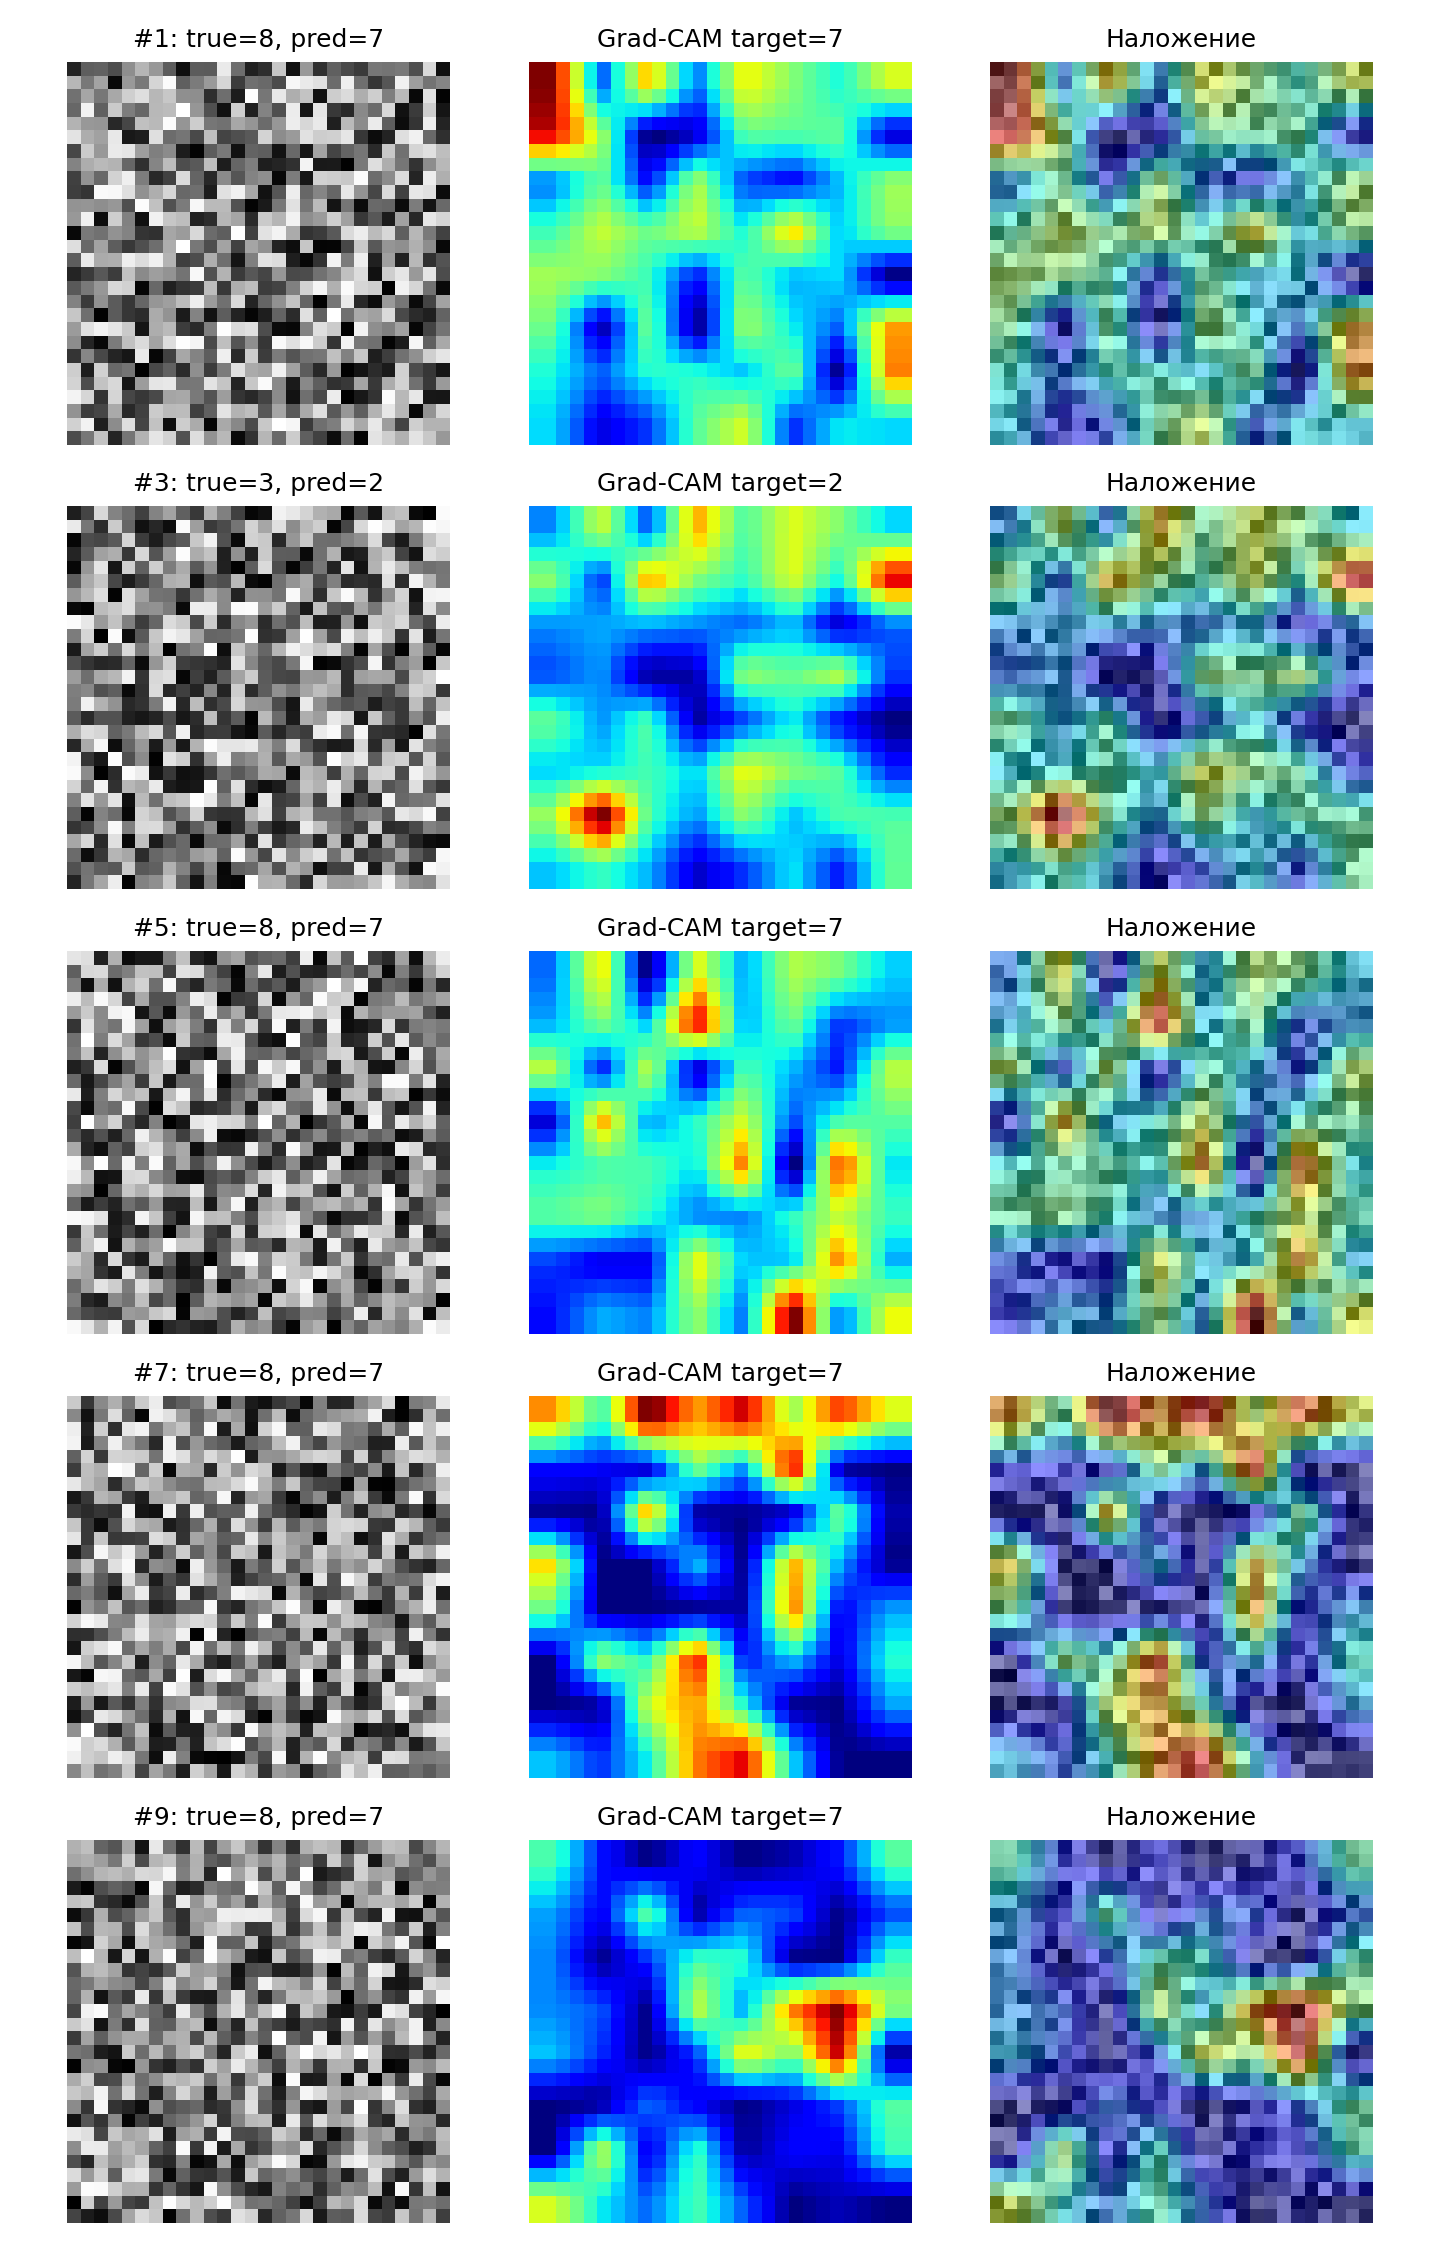 #1: true=8, pred=7 Grad-CAM target=7 Наложение
#3: true=3, pred=2 Grad-CAM target=2 Наложение
#5: true=8, pred=7 Grad-CAM target=7 Наложение
#7: true=8, pred=7 Grad-CAM target=7 Наложение
#9: true=8, pred=7 Grad-CAM target=7 Наложение